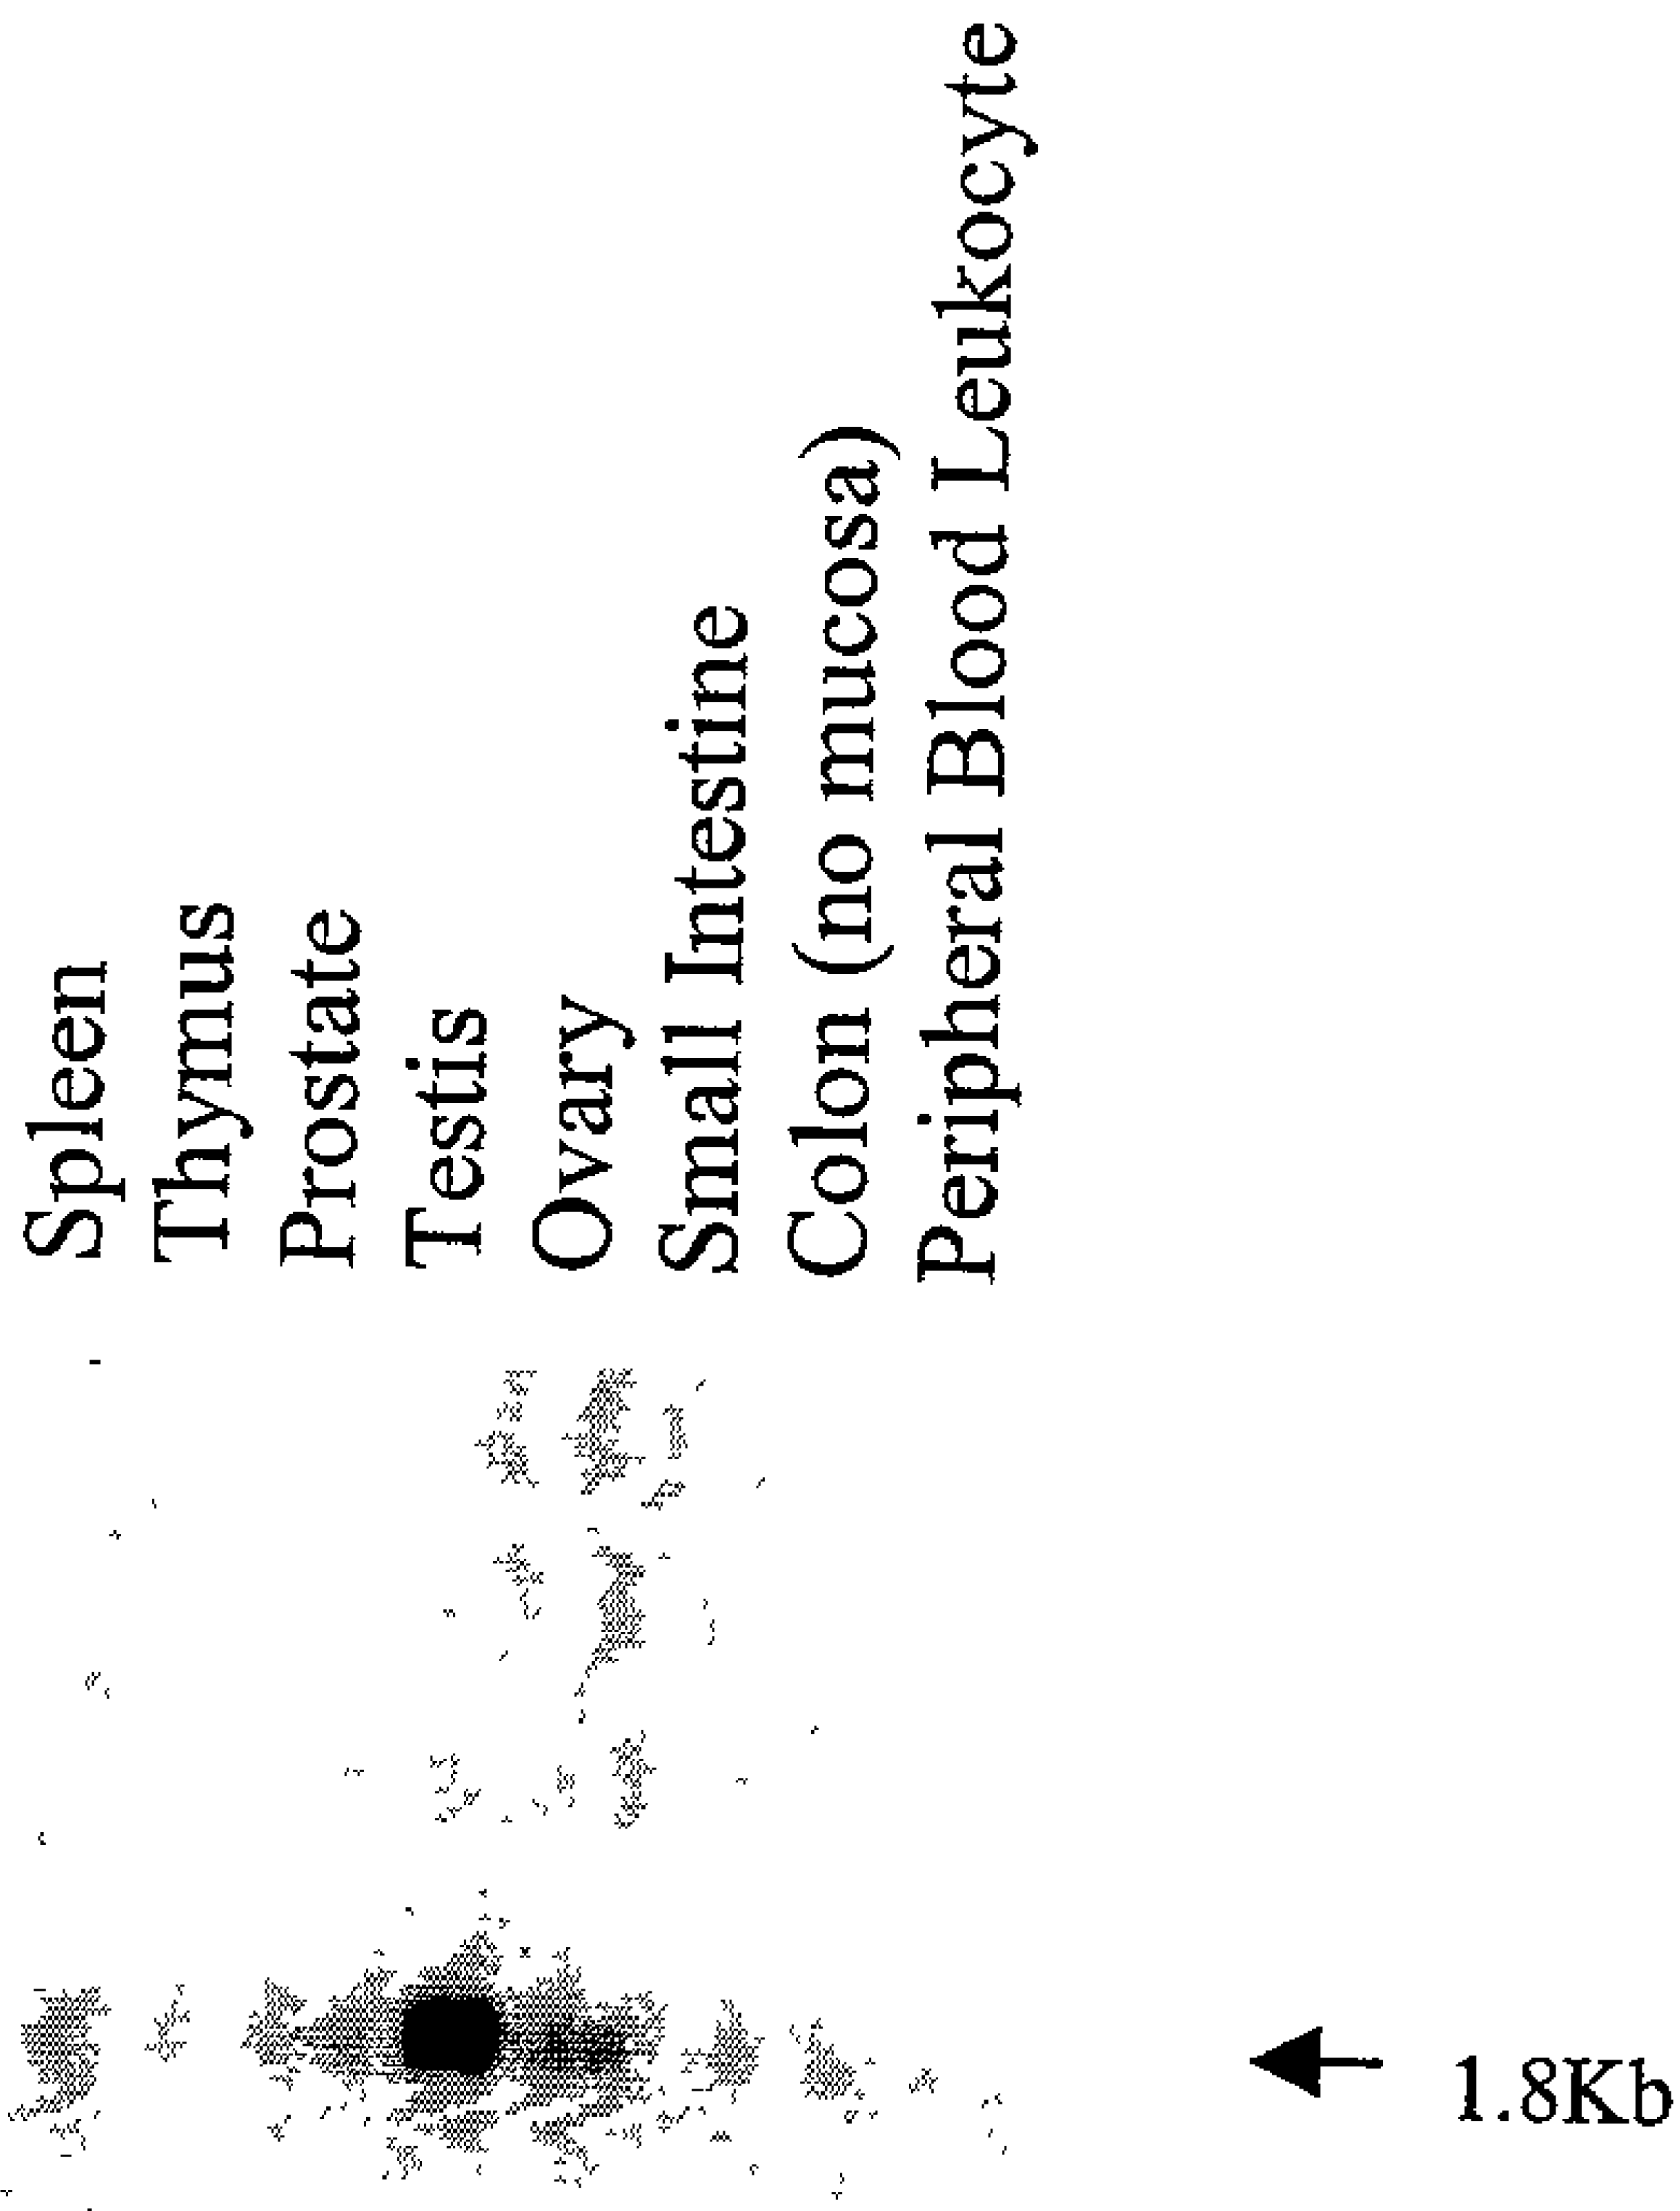 Spleen
Thymus
Prostate
Testis
Ovary
Small Intestine
Colon (no mucosa)
Peripheral Blood Leukocyte
1.8Kb